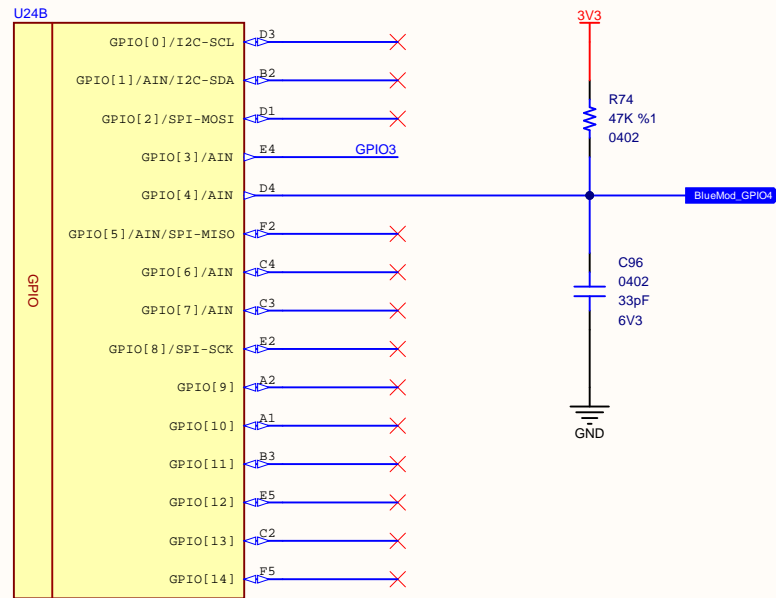 U24B
3V3
GPIO[0]/I2C-SCL D3
GPIO[1]/AIN/I2C-SDA B2
GPIO[2]/SPI-MOSI D1
R74
47K %1
0402
GPIO[3]/AIN E4 GPIO3
GPIO[4]/AIN D4 BlueMod_GPIO4
GPIO[5]/AIN/SPI-MISO F2
GPIO[6]/AIN C4
GPIO[7]/AIN C3
C96
0402
33pF
6V3
GPIO
GPIO[8]/SPI-SCK E2
GPIO[9] A2
GPIO[10] A1
GND
GPIO[11] B3
GPIO[12] E5
GPIO[13] C2
GPIO[14] F5